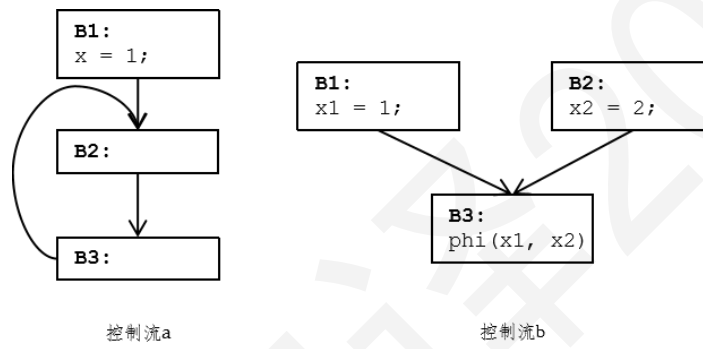 B1:
x = 1;
B2:
B3:
控制流a
B1:
x1 = 1;
B2:
x2 = 2;
B3:
phi(x1, x2)
控制流b